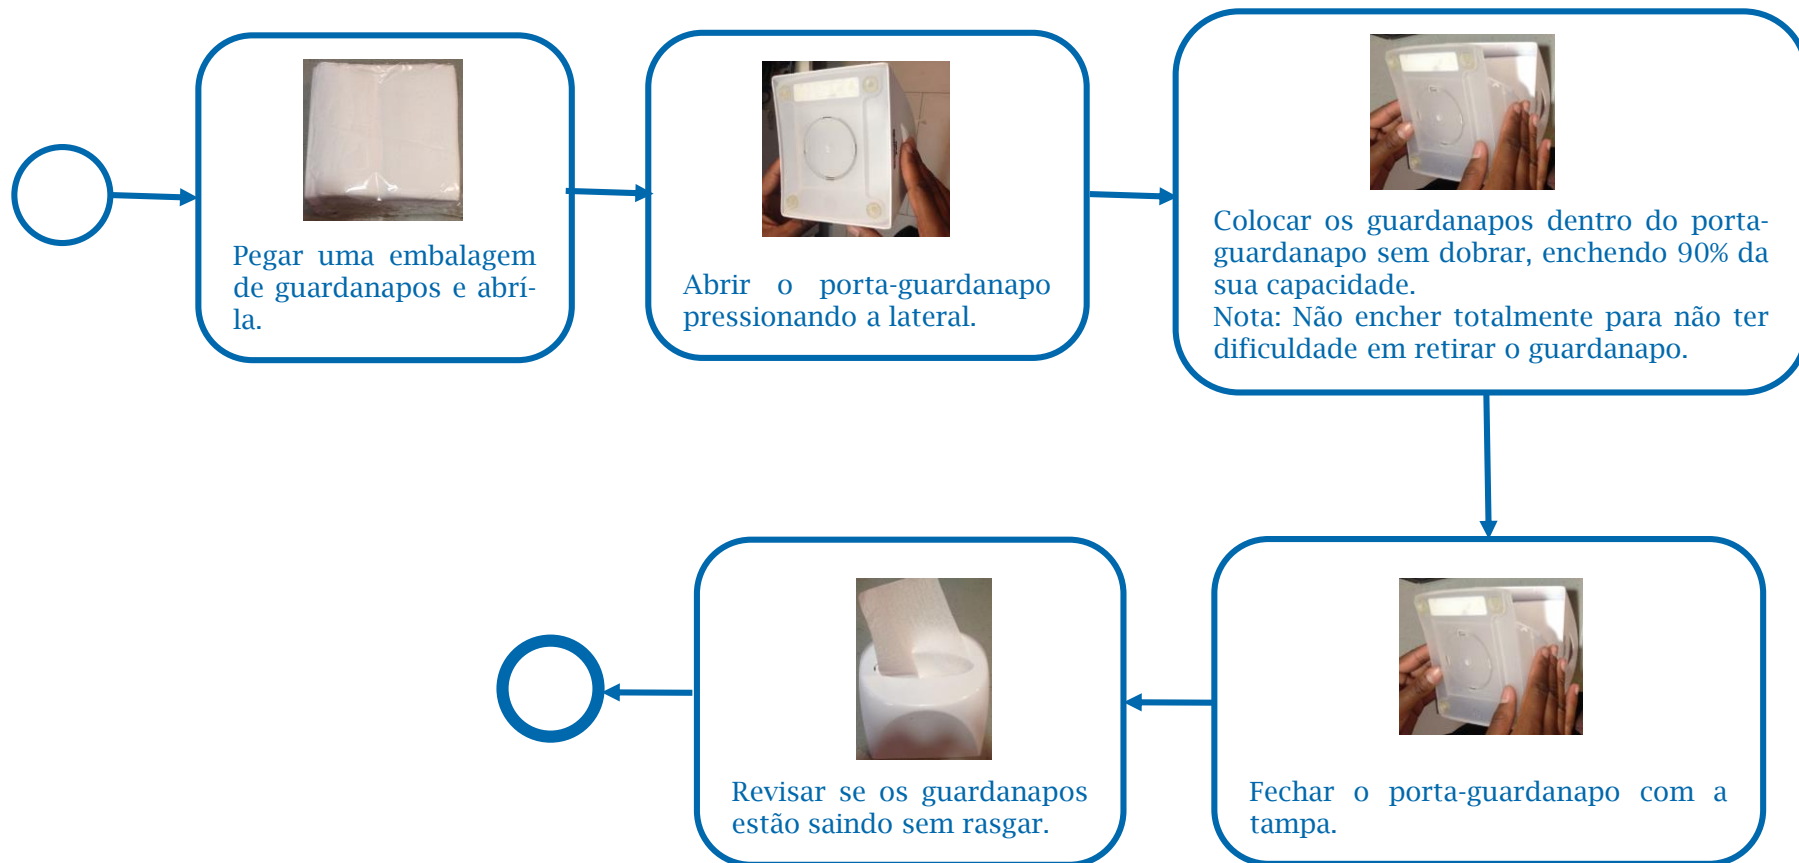 Pegar uma embalagem
de guardanapos e abrí-
la.
Abrir o porta-guardanapo
pressionando a lateral.
Colocar os guardanapos dentro do porta-
guardanapo sem dobrar, enchendo 90% da
sua capacidade.
Nota: Não encher totalmente para não ter
dificuldade em retirar o guardanapo.
Fechar o porta-guardanapo com a
tampa.
Revisar se os guardanapos
estão saindo sem rasgar.